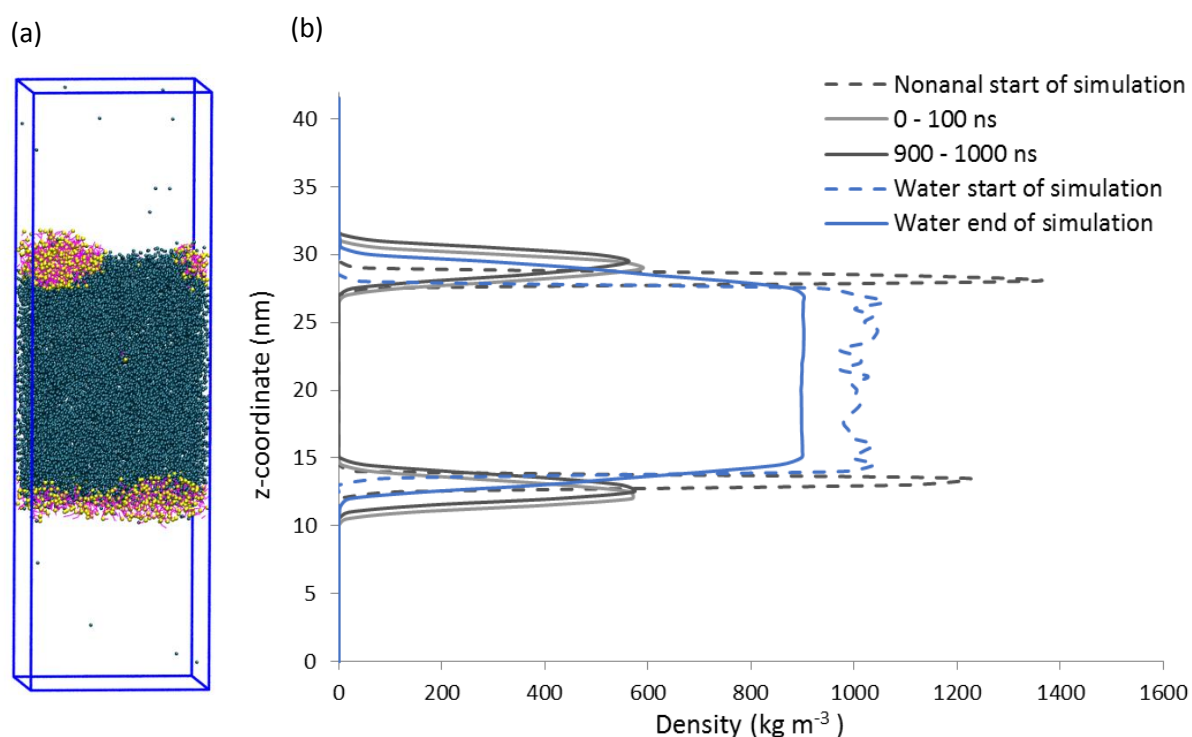 (a)
(b)
Nonanal start of simulation
0 - 100 ns
900 - 1000 ns
Water start of simulation
Water end of simulation
z-coordinate (nm)
40
35
30
25
20
15
10
5
0
0 200 400 600 800 1000 1200 1400 1600
Density (kg m⁻³ )